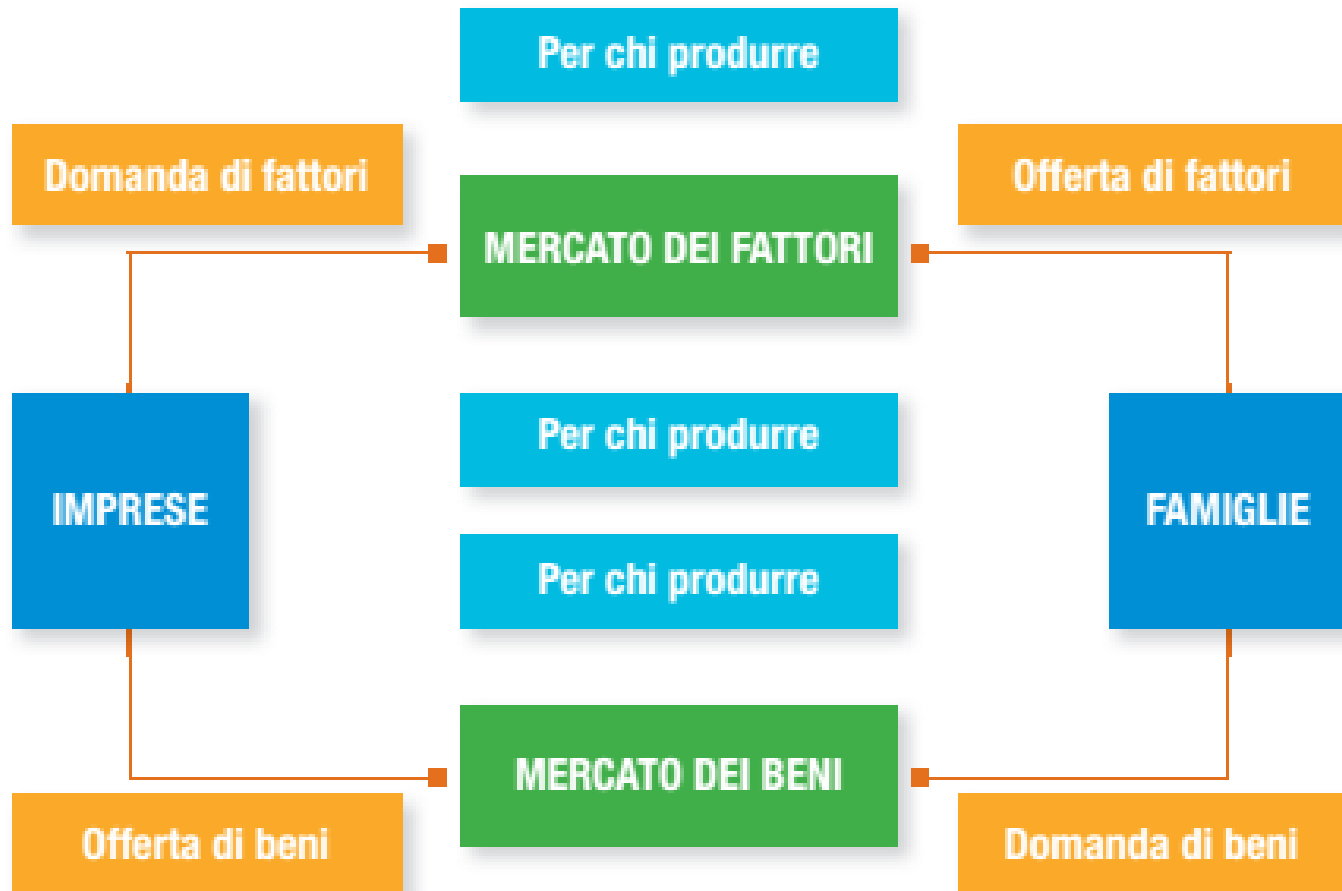 Per chi produrre
Domanda di fattori
Offerta di fattori
MERCATO DEI FATTORI
Per chi produrre
IMPRESE
FAMIGLIE
Per chi produrre
MERCATO DEI BENI
Offerta di beni
Domanda di beni